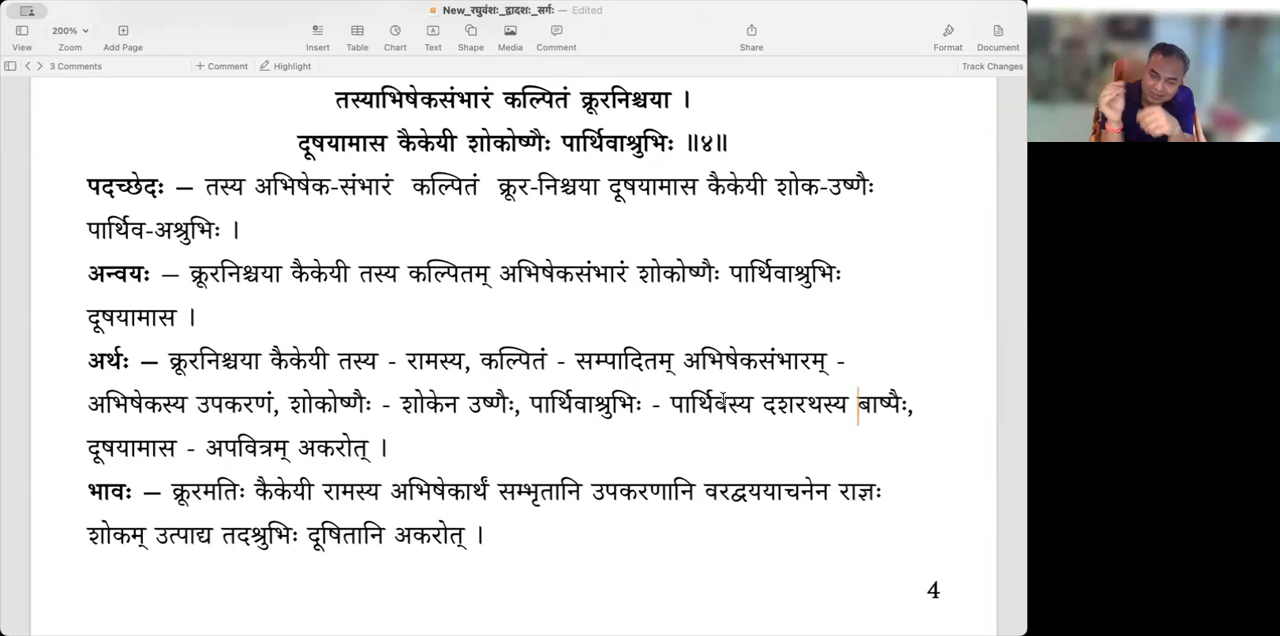 New_रघुवंशः_द्वादशः_सर्गः — Edited
200%
View Zoom Add Page Insert Table Chart Text Shape Media Comment Share Format Document
3 Comments + Comment Highlight Track Changes
तस्याभिषेकसंभारं कल्पितं क्रूरनिश्चया ।
दूषयामास कैकेयी शोकोष्णैः पार्थिवाश्रुभिः ॥४॥
पदच्छेदः – तस्य अभिषेक-संभारं कल्पितं क्रूर-निश्चया दूषयामास कैकेयी शोक-उष्णैः
पार्थिव-अश्रुभिः ।
अन्वयः – क्रूरनिश्चया कैकेयी तस्य कल्पितम् अभिषेकसंभारं शोकोष्णैः पार्थिवाश्रुभिः
दूषयामास ।
अर्थः – क्रूरनिश्चया कैकेयी तस्य - रामस्य, कल्पितं - सम्पादितम् अभिषेकसंभारम् -
अभिषेकस्य उपकरणं, शोकोष्णैः - शोकेन उष्णैः, पार्थिवाश्रुभिः - पार्थिवस्य दशरथस्य बाष्पैः,
दूषयामास - अपवित्रम् अकरोत् ।
भावः – क्रूरमतिः कैकेयी रामस्य अभिषेकार्थं सम्भृतानि उपकरणानि वरद्वययाचनेन राज्ञः
शोकम् उत्पाद्य तदश्रुभिः दूषितानि अकरोत् ।
4